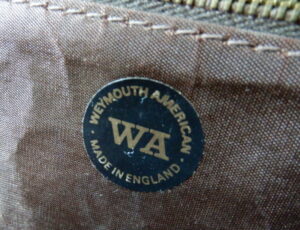 · WEYMOUTH AMERICAN ·
WA
MADE IN ENGLAND